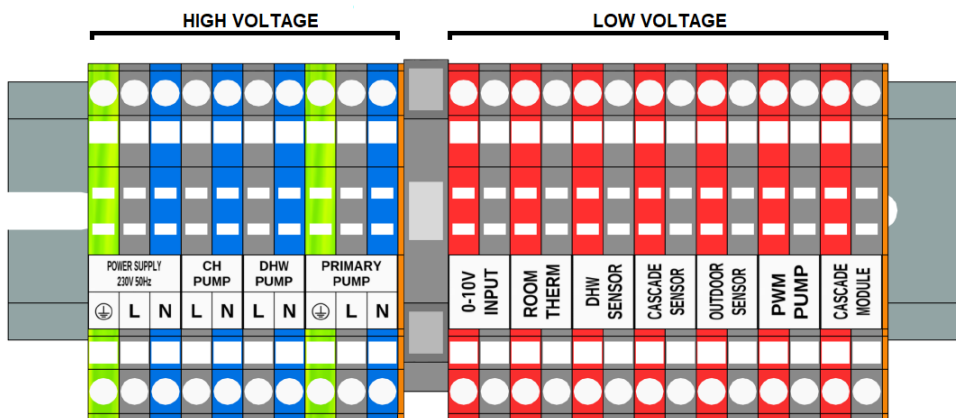 HIGH VOLTAGE
LOW VOLTAGE
POWER SUPPLY
230V 50Hz
L
N
CH
PUMP
L
N
DHW
PUMP
L
N
PRIMARY
PUMP
L
N
0-10V
INPUT
ROOM
THERM
DHW
SENSOR
CASCADE
SENSOR
OUTDOOR
SENSOR
PWM
PUMP
CASCADE
MODULE